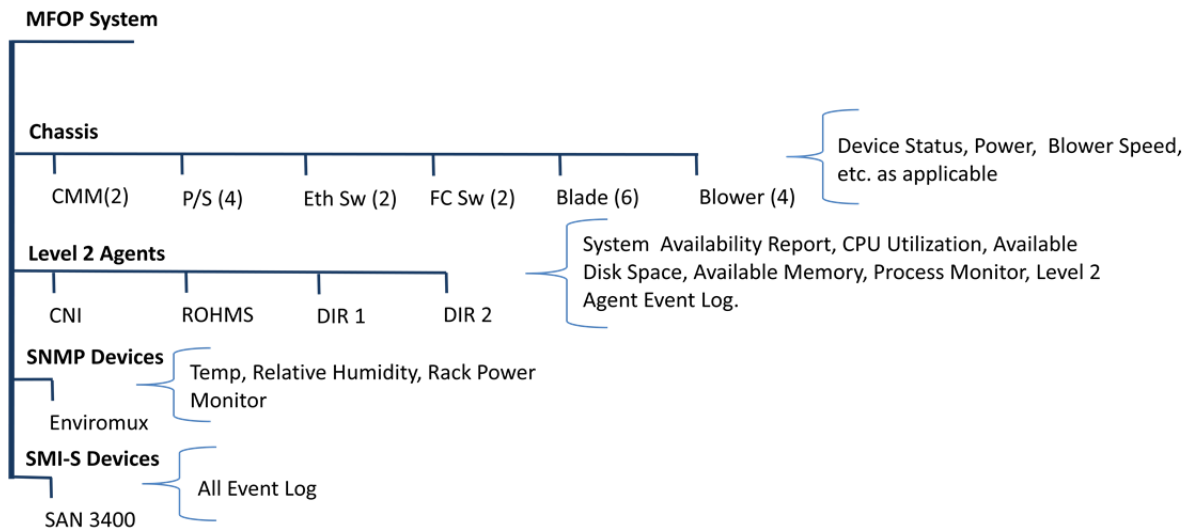 MFOP System
Chassis
CMM(2) P/S (4) Eth Sw (2) FC Sw (2) Blade (6) Blower (4)
Device Status, Power, Blower Speed,
etc. as applicable
Level 2 Agents
CNI ROHMS DIR 1 DIR 2
System Availability Report, CPU Utilization, Available
Disk Space, Available Memory, Process Monitor, Level 2
Agent Event Log.
SNMP Devices
Enviromux
Temp, Relative Humidity, Rack Power
Monitor
SMI-S Devices
SAN 3400
All Event Log